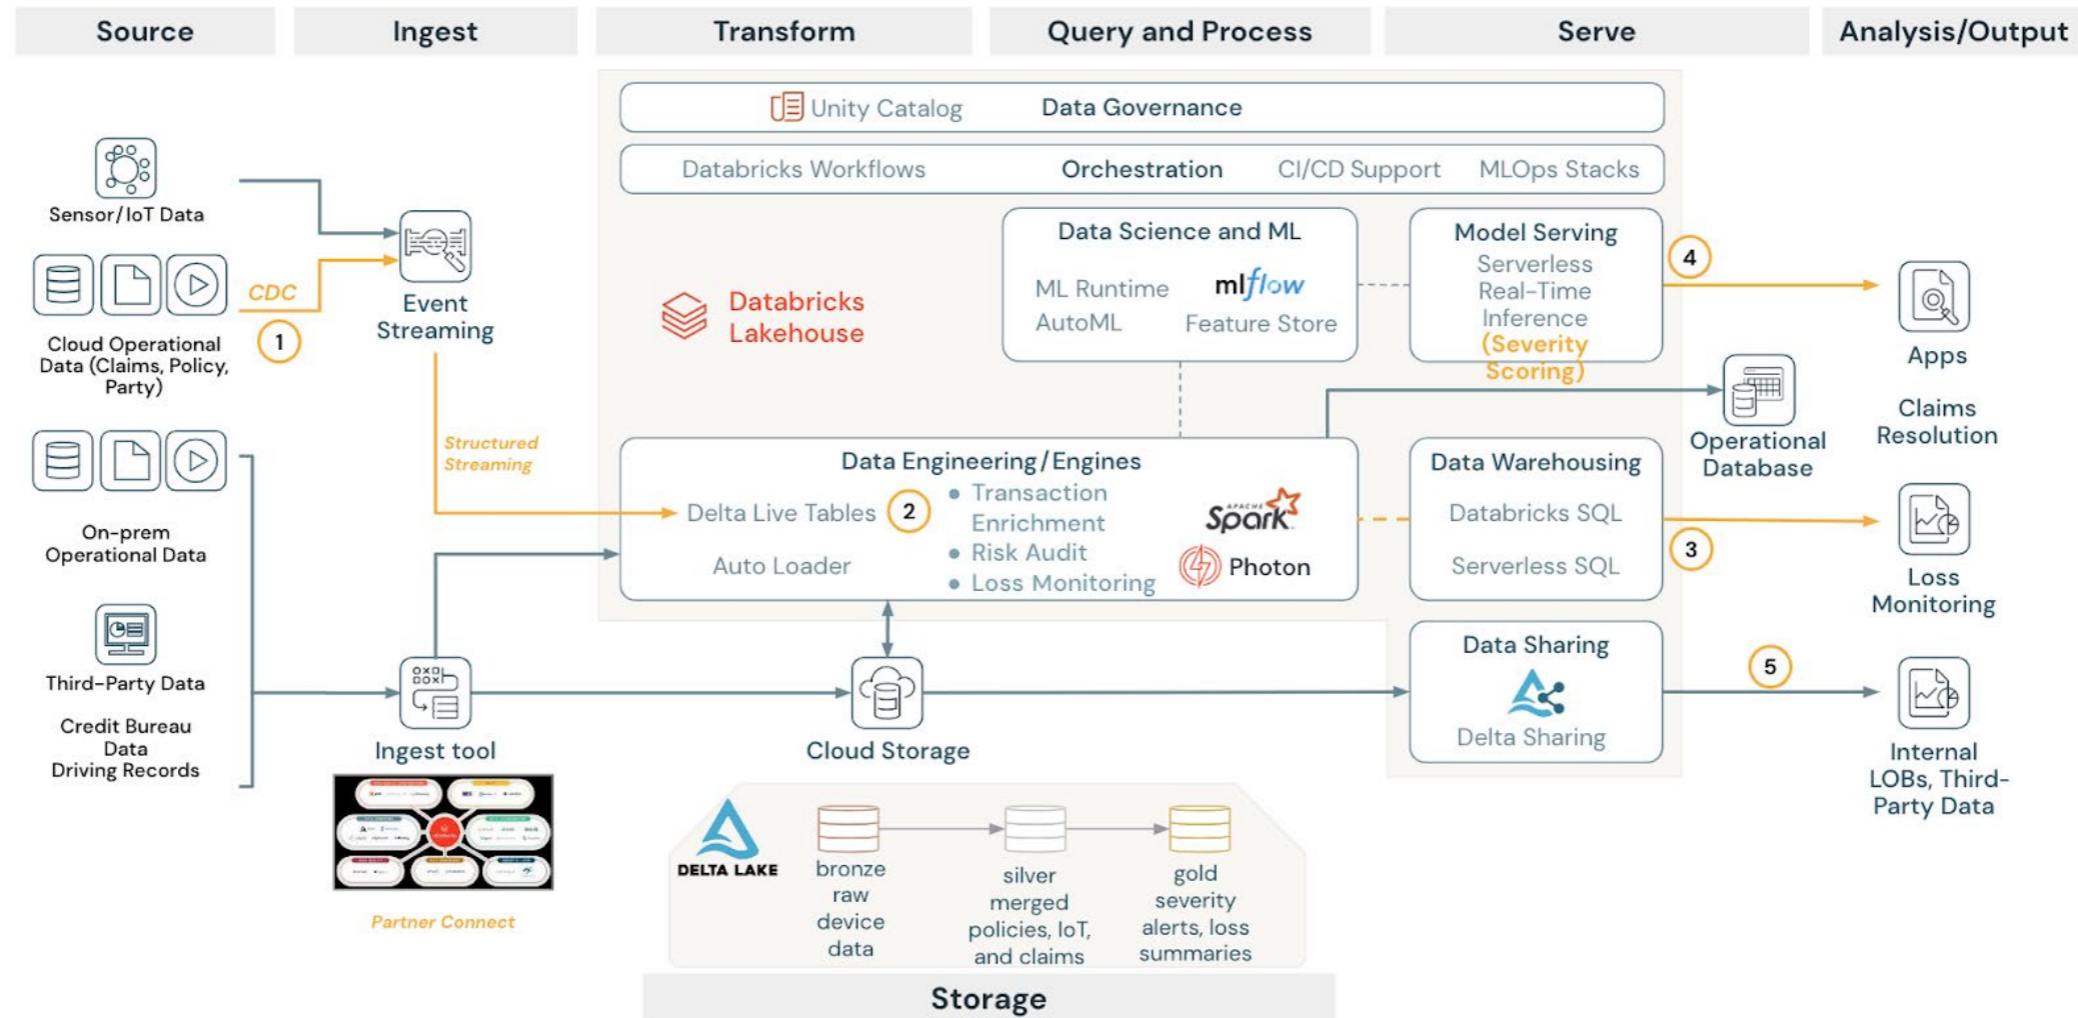 Source
Ingest
Transform
Query and Process
Serve
Analysis/Output
Unity Catalog
Data Governance
Databricks Workflows
Orchestration
CI/CD Support
MLOps Stacks
Sensor/IoT Data
CDC
1
Cloud Operational
Data (Claims, Policy,
Party)
Event
Streaming
Structured
Streaming
On-prem
Operational Data
Third-Party Data
Credit Bureau
Data
Driving Records
Ingest tool
Partner Connect
Databricks
Lakehouse
Data Science and ML
ML Runtime
AutoML
mlflow
Feature Store
Model Serving
Serverless
Real-Time
Inference
(Severity
Scoring)
4
Apps
Claims
Resolution
Operational
Database
Data Engineering/Engines
Delta Live Tables
2
Auto Loader
• Transaction
Enrichment
• Risk Audit
• Loss Monitoring
APACHE
Spark
Photon
Data Warehousing
Databricks SQL
Serverless SQL
3
Loss
Monitoring
Cloud Storage
Data Sharing
Delta Sharing
5
Internal
LOBs, Third-
Party Data
DELTA LAKE
bronze
raw
device
data
silver
merged
policies, IoT,
and claims
gold
severity
alerts, loss
summaries
Storage